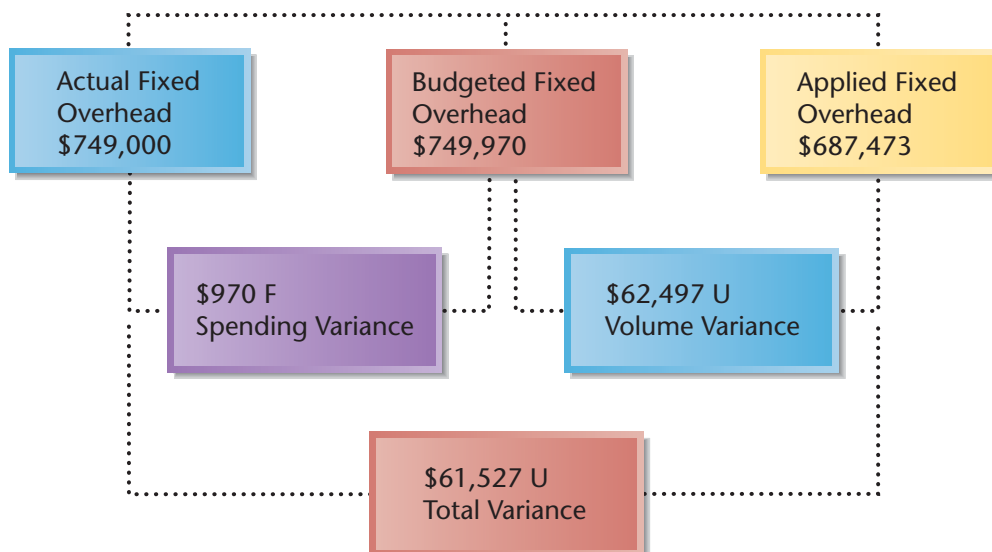 Actual Fixed
Overhead
$749,000
Budgeted Fixed
Overhead
$749,970
Applied Fixed
Overhead
$687,473
$970 F
Spending Variance
$62,497 U
Volume Variance
$61,527 U
Total Variance